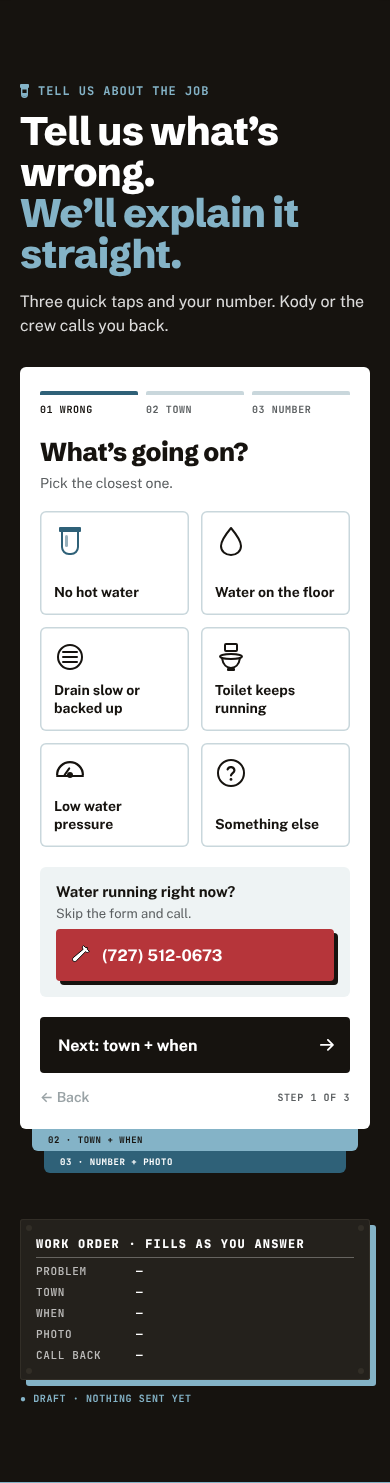 TELL US ABOUT THE JOB
Tell us what's
wrong.
We'll explain it
straight.
Three quick taps and your number. Kody or the
crew calls you back.
01 WRONG
02 TOWN
03 NUMBER
What's going on?
Pick the closest one.
No hot water
Water on the floor
Drain slow or
backed up
Toilet keeps
running
Low water
pressure
Something else
Water running right now?
Skip the form and call.
(727) 512-0673
Next: town + when →
← Back
STEP 1 OF 3
02 · TOWN + WHEN
03 · NUMBER + PHOTO
WORK ORDER · FILLS AS YOU ANSWER
PROBLEM –
TOWN –
WHEN –
PHOTO –
CALL BACK –
● DRAFT · NOTHING SENT YET